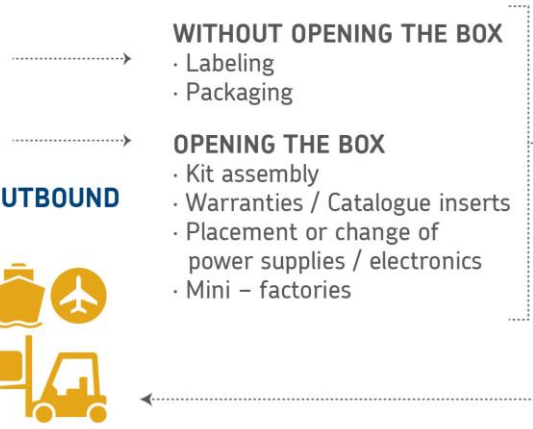 WITHOUT OPENING THE BOX
· Labeling
· Packaging
OPENING THE BOX
· Kit assembly
· Warranties / Catalogue inserts
· Placement or change of
power supplies / electronics
· Mini – factories
UTBOUND